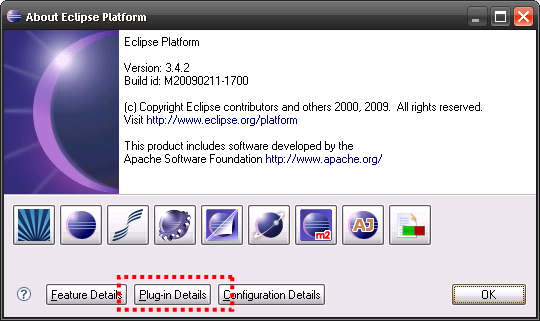 About Eclipse Platform
Eclipse Platform
Version: 3.4.2
Build id: M20090211-1700
(c) Copyright Eclipse contributors and others 2000, 2009.  All rights reserved.
Visit http://www.eclipse.org/platform
This product includes software developed by the
Apache Software Foundation http://www.apache.org/
m2
AJ
? Feature Details Plug-in Details Configuration Details OK